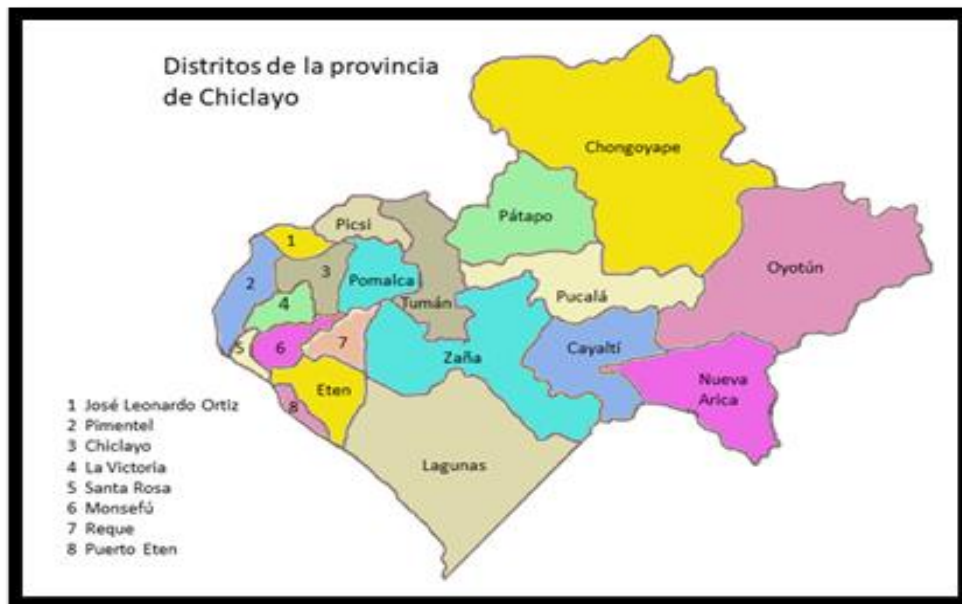 Distritos de la provincia
de Chiclayo
Chongoyape
Pátapo
Picsi
1
3
2
Pomalca
Oyotún
4
Tumán
Pucalá
5
6
7
Zaña
Cayaltí
Eten
8
Nueva
Arica
Lagunas
1 José Leonardo Ortiz
2 Pimentel
3 Chiclayo
4 La Victoria
5 Santa Rosa
6 Monsefú
7 Reque
8 Puerto Eten